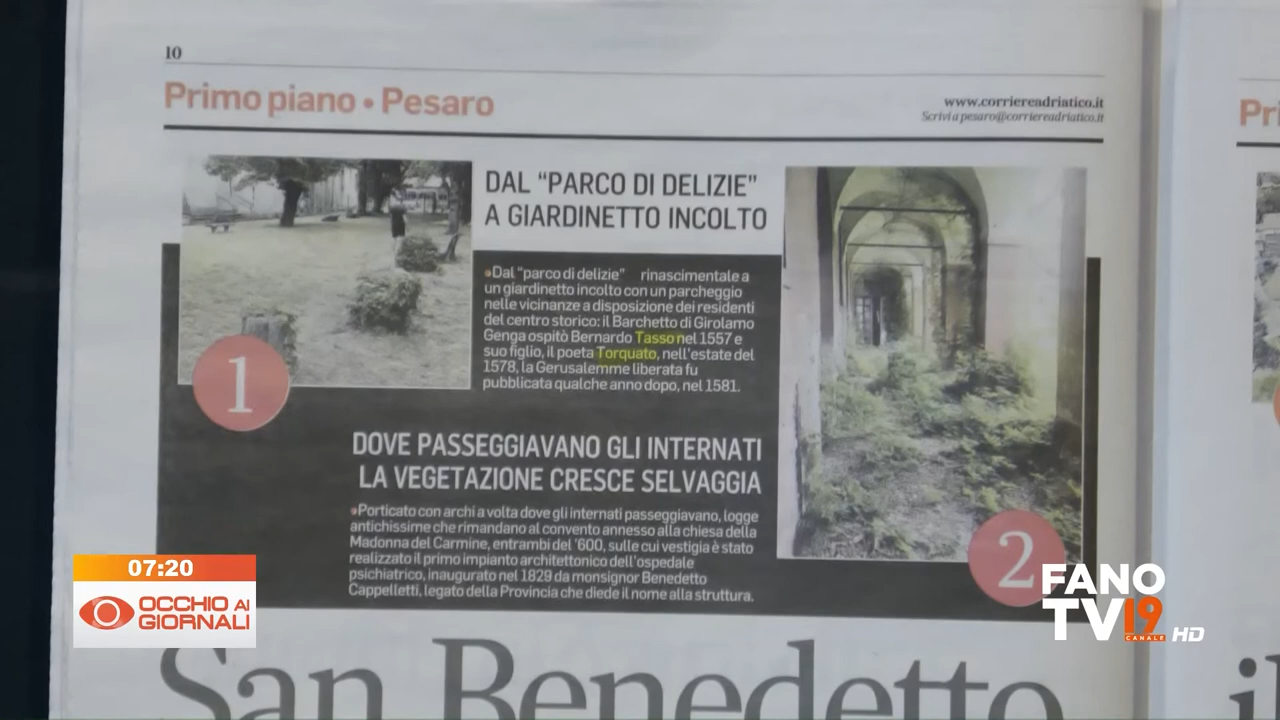 10
Primo piano • Pesaro
www.corriereadriatico.it
Scrivi a pesaro@corriereadriatico.it
DAL “PARCO DI DELIZIE”
A GIARDINETTO INCOLTO
•Dal “parco di delizie” rinascimentale a
un giardinetto incolto con un parcheggio
nelle vicinanze a disposizione dei residenti
del centro storico: il Barchetto di Girolamo
Genga ospitò Bernardo Tasso nel 1557 e
suo figlio, il poeta Torquato, nell'estate del
1578, la Gerusalemme liberata fu
pubblicata qualche anno dopo, nel 1581.
1
DOVE PASSEGGIAVANO GLI INTERNATI
LA VEGETAZIONE CRESCE SELVAGGIA
•Porticato con archi a volta dove gli internati passeggiavano, logge
antichissime che rimandano al convento annesso alla chiesa della
Madonna del Carmine, entrambi del '600, sulle cui vestigia è stato
realizzato il primo impianto architettonico dell'ospedale
psichiatrico, inaugurato nel 1829 da monsignor Benedetto
Cappelletti, legato della Provincia che diede il nome alla struttura.
2
San Benedetto
07:20
OCCHIO AI
GIORNALI
FANO
TV 19
CANALE HD